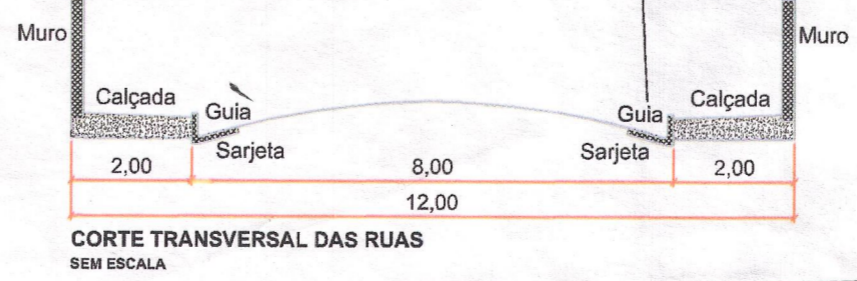 Muro Muro
Calçada Calçada
Guia Guia
Sarjeta Sarjeta
2,00 8,00 2,00
12,00
CORTE TRANSVERSAL DAS RUAS
SEM ESCALA